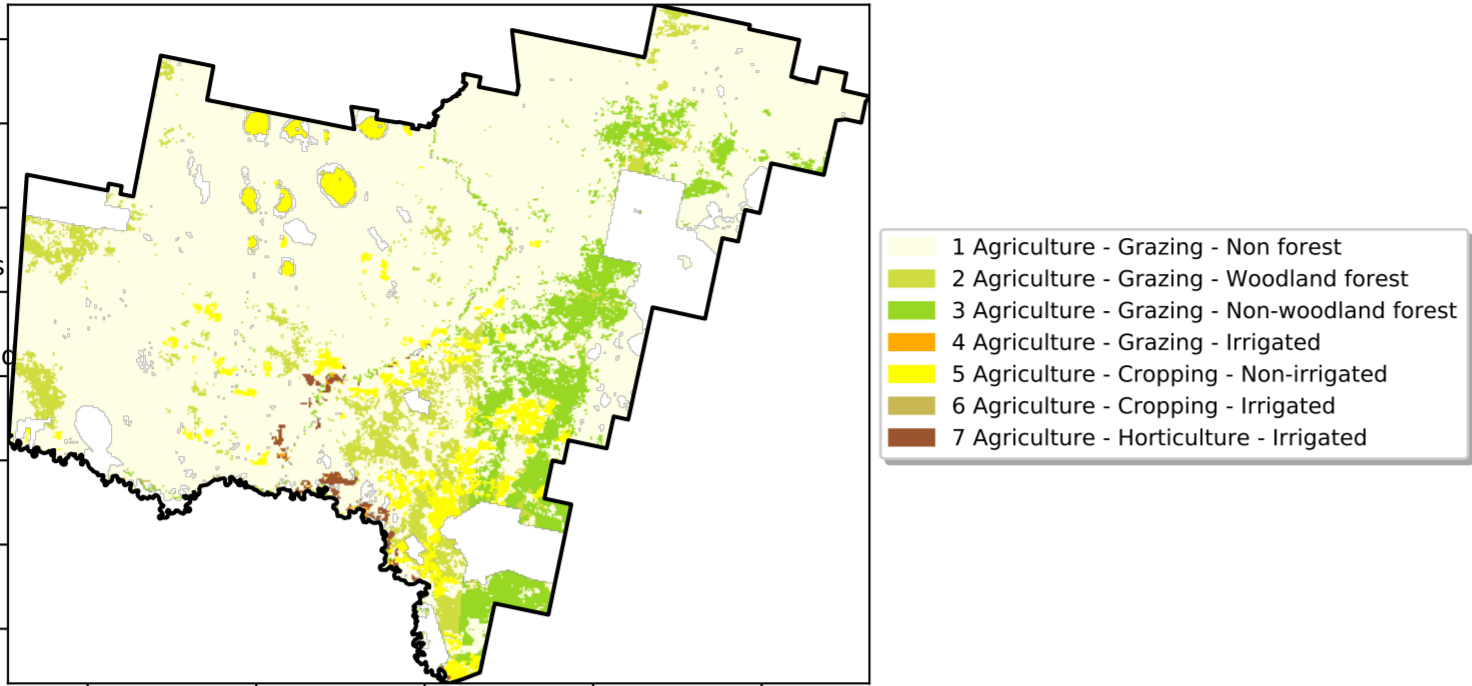 1 Agriculture - Grazing - Non forest
2 Agriculture - Grazing - Woodland forest
3 Agriculture - Grazing - Non-woodland forest
s
4 Agriculture - Grazing - Irrigated
0
5 Agriculture - Cropping - Non-irrigated
6 Agriculture - Cropping - Irrigated
7 Agriculture - Horticulture - Irrigated